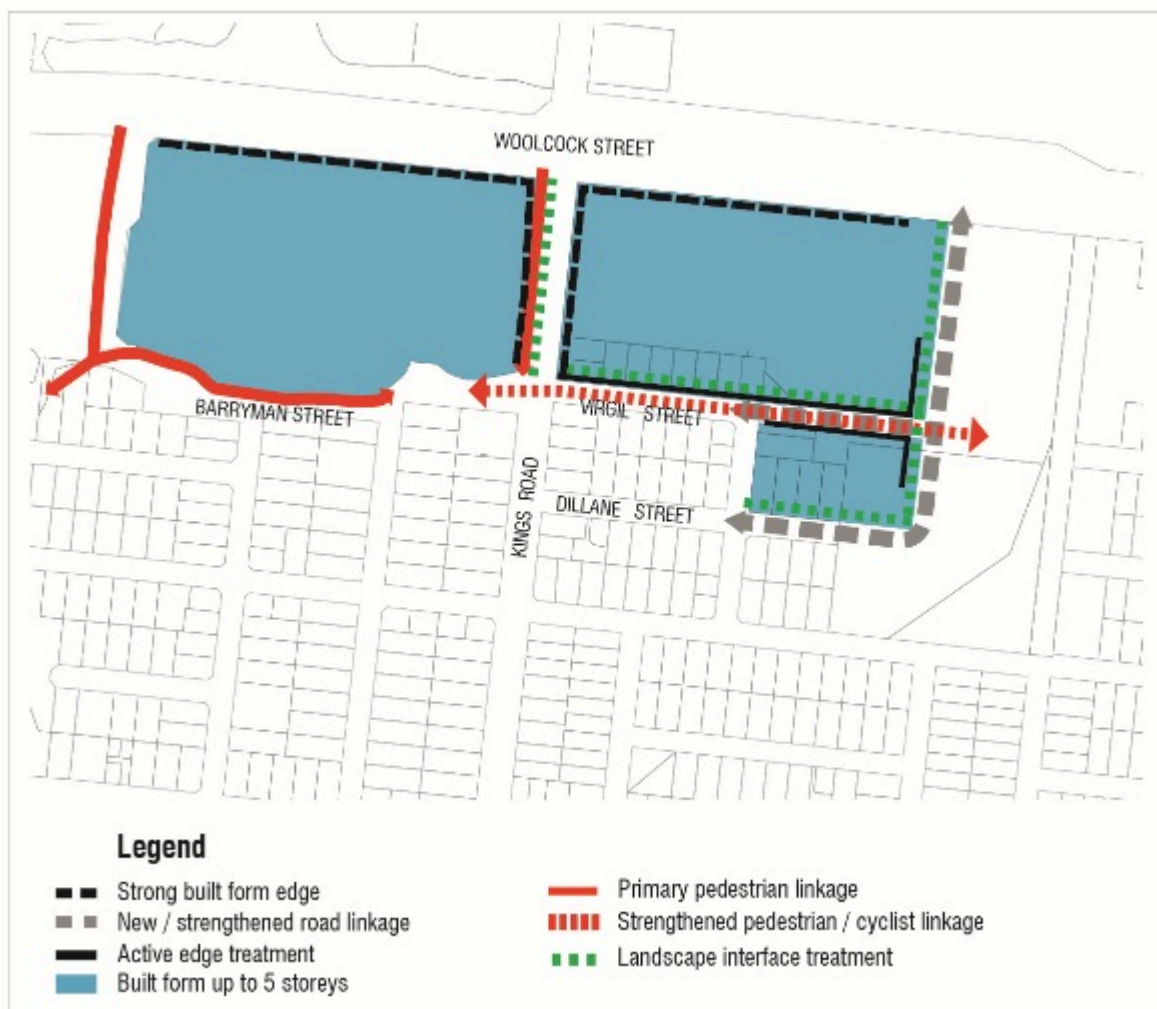 WOOLCOCK STREET
BARRYMAN STREET
VIRGIL STREET
KINGS ROAD
DILLANE STREET
Legend
Strong built form edge
New / strengthened road linkage
Active edge treatment
Built form up to 5 storeys
Primary pedestrian linkage
Strengthened pedestrian / cyclist linkage
Landscape interface treatment